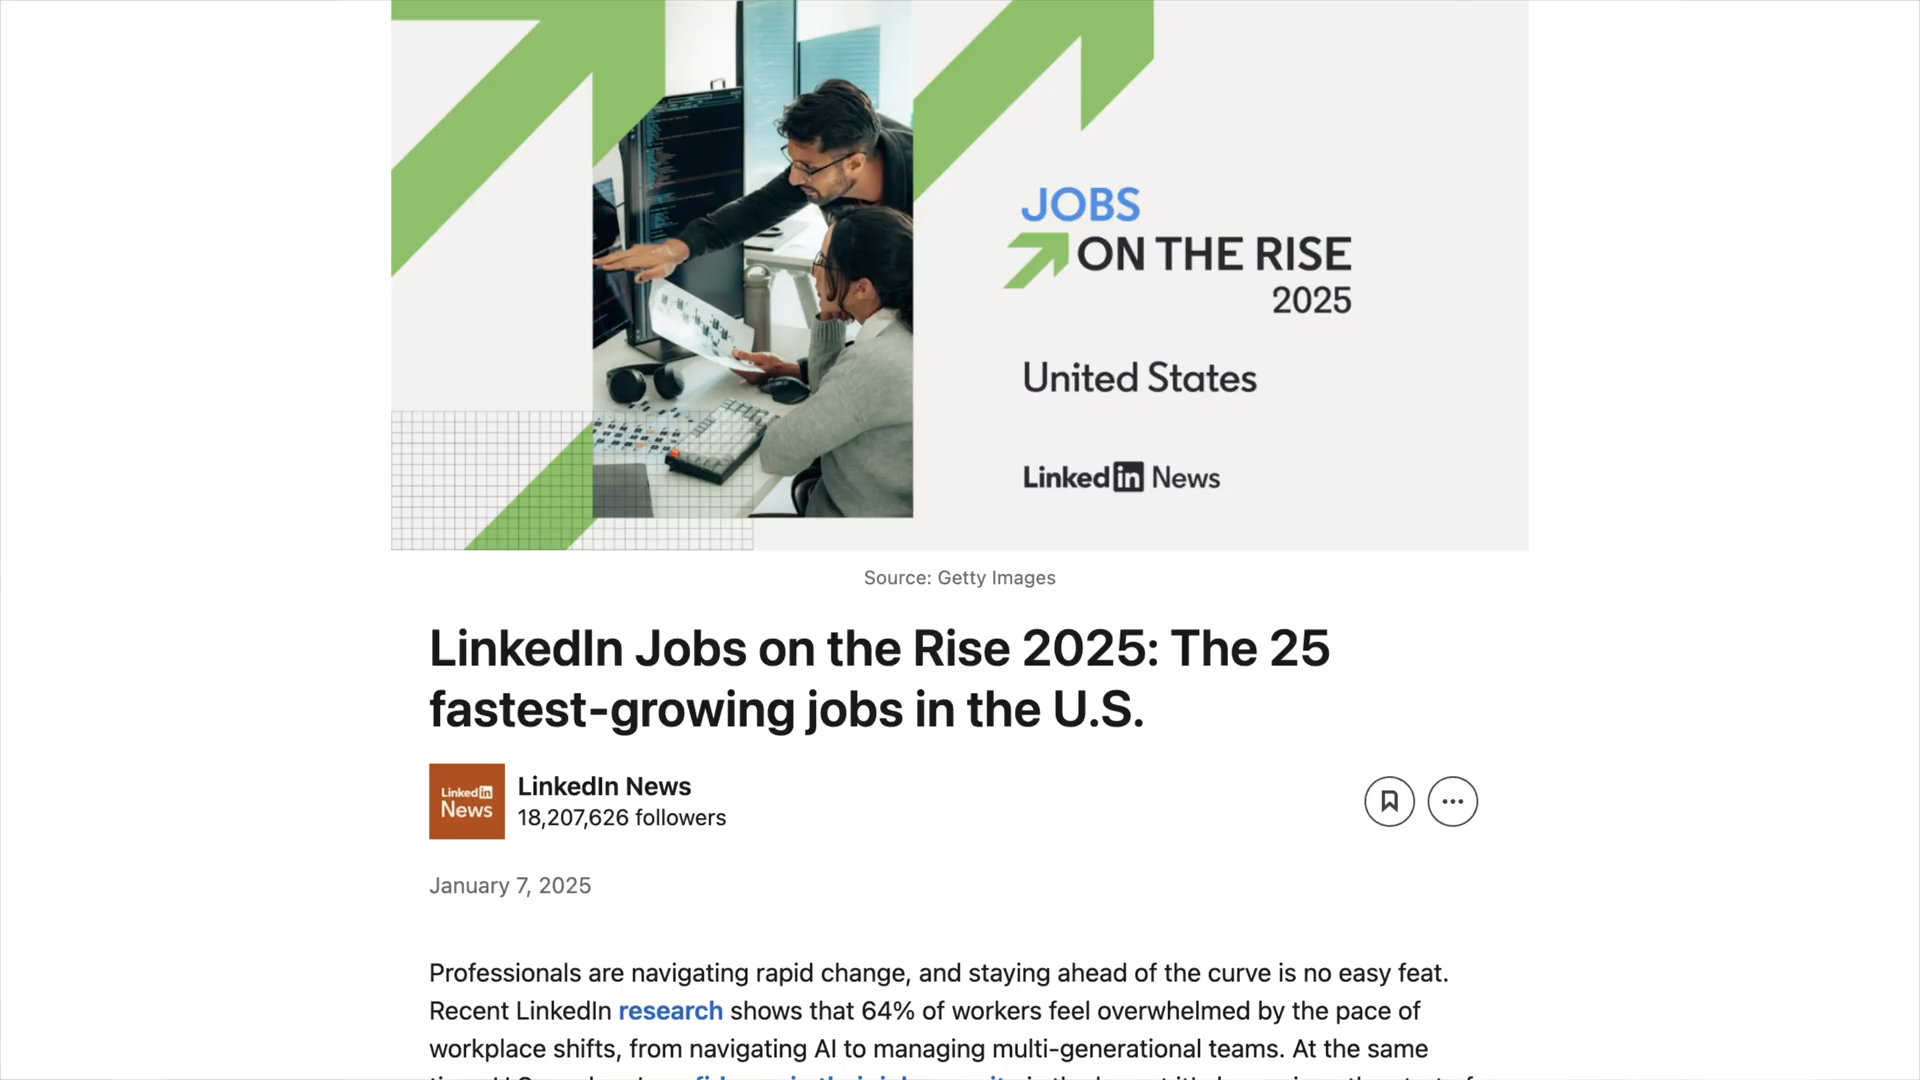 JOBS
ON THE RISE
2025
United States
Linked in News
Source: Getty Images
LinkedIn Jobs on the Rise 2025: The 25
fastest-growing jobs in the U.S.
Linked in
News
LinkedIn News
18,207,626 followers
January 7, 2025
Professionals are navigating rapid change, and staying ahead of the curve is no easy feat.
Recent LinkedIn research shows that 64% of workers feel overwhelmed by the pace of
workplace shifts, from navigating AI to managing multi-generational teams. At the same